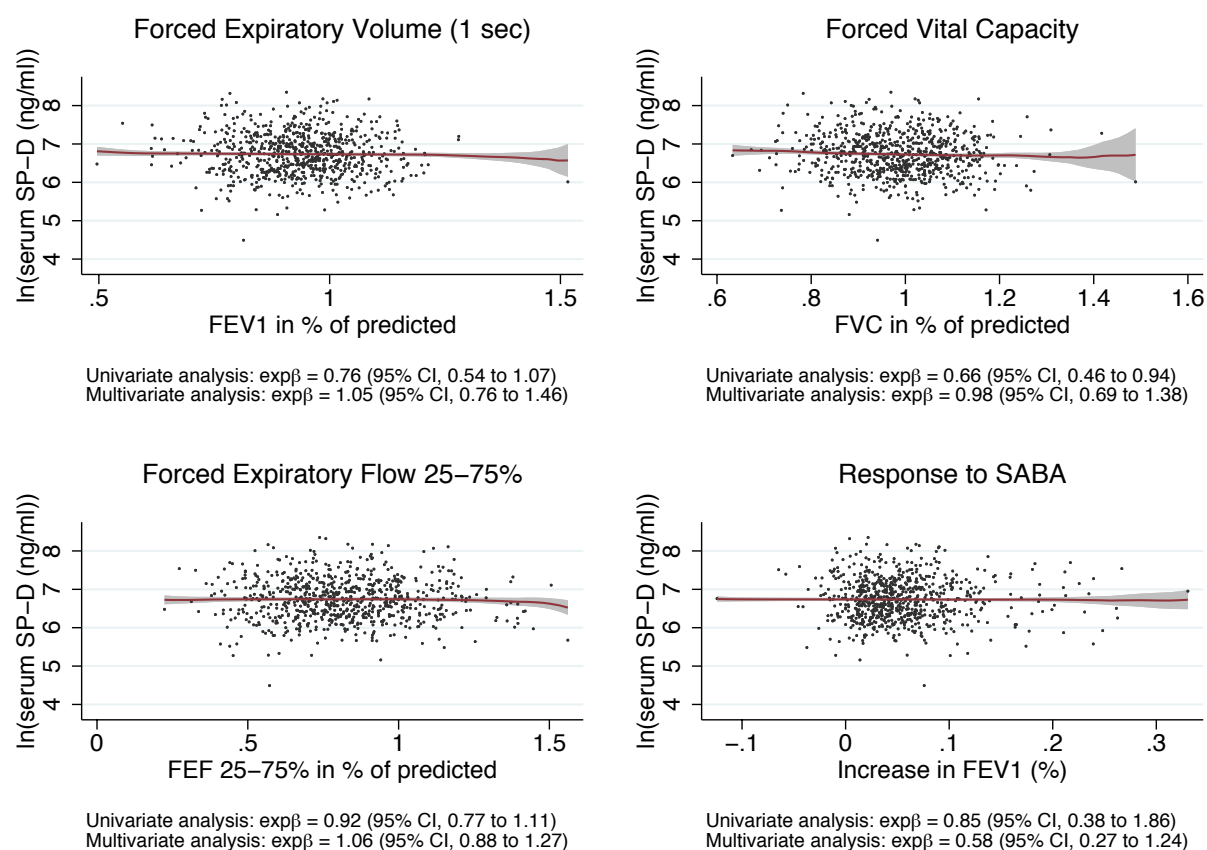 Forced Expiratory Volume (1 sec)
ln(serum SP−D (ng/ml))
8
7
6
5
4
.5
1
1.5
FEV1 in % of predicted
Univariate analysis: expβ = 0.76 (95% CI, 0.54 to 1.07)
Multivariate analysis: expβ = 1.05 (95% CI, 0.76 to 1.46)
Forced Vital Capacity
ln(serum SP−D (ng/ml))
8
7
6
5
4
.6
.8
1
1.2
1.4
1.6
FVC in % of predicted
Univariate analysis: expβ = 0.66 (95% CI, 0.46 to 0.94)
Multivariate analysis: expβ = 0.98 (95% CI, 0.69 to 1.38)
Forced Expiratory Flow 25−75%
ln(serum SP−D (ng/ml))
8
7
6
5
4
0
.5
1
1.5
FEF 25−75% in % of predicted
Univariate analysis: expβ = 0.92 (95% CI, 0.77 to 1.11)
Multivariate analysis: expβ = 1.06 (95% CI, 0.88 to 1.27)
Response to SABA
ln(serum SP−D (ng/ml))
8
7
6
5
4
−.1
0
.1
.2
.3
Increase in FEV1 (%)
Univariate analysis: expβ = 0.85 (95% CI, 0.38 to 1.86)
Multivariate analysis: expβ = 0.58 (95% CI, 0.27 to 1.24)